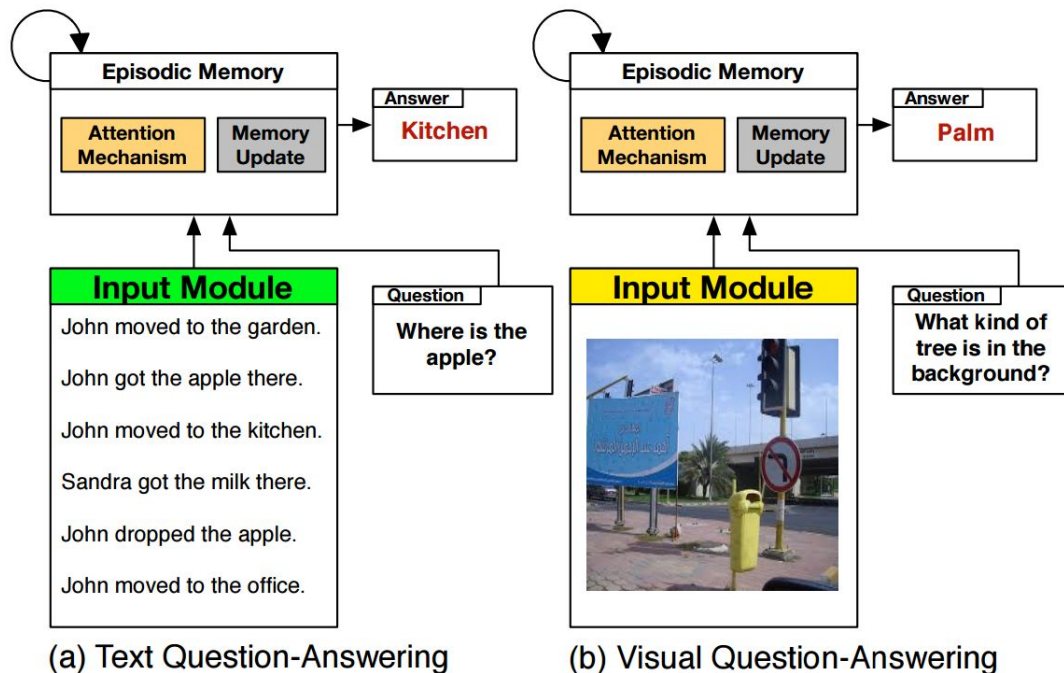 Episodic Memory
Attention
Mechanism
Memory
Update
Answer
Kitchen
Input Module
John moved to the garden.
John got the apple there.
John moved to the kitchen.
Sandra got the milk there.
John dropped the apple.
John moved to the office.
Question
Where is the
apple?
(a) Text Question-Answering
Episodic Memory
Attention
Mechanism
Memory
Update
Answer
Palm
Input Module
Question
What kind of
tree is in the
background?
(b) Visual Question-Answering